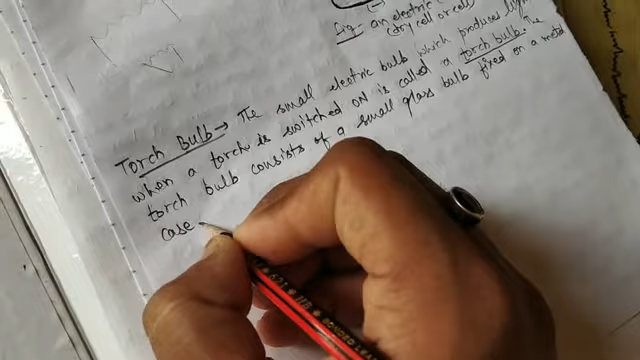 Fig - an electric
(dry cell or cell)
Torch Bulb → The small electric bulb which produces light
when a torch is switched ON is called a torch bulb. The
torch bulb consists of a small glass bulb fixed on a metal
case